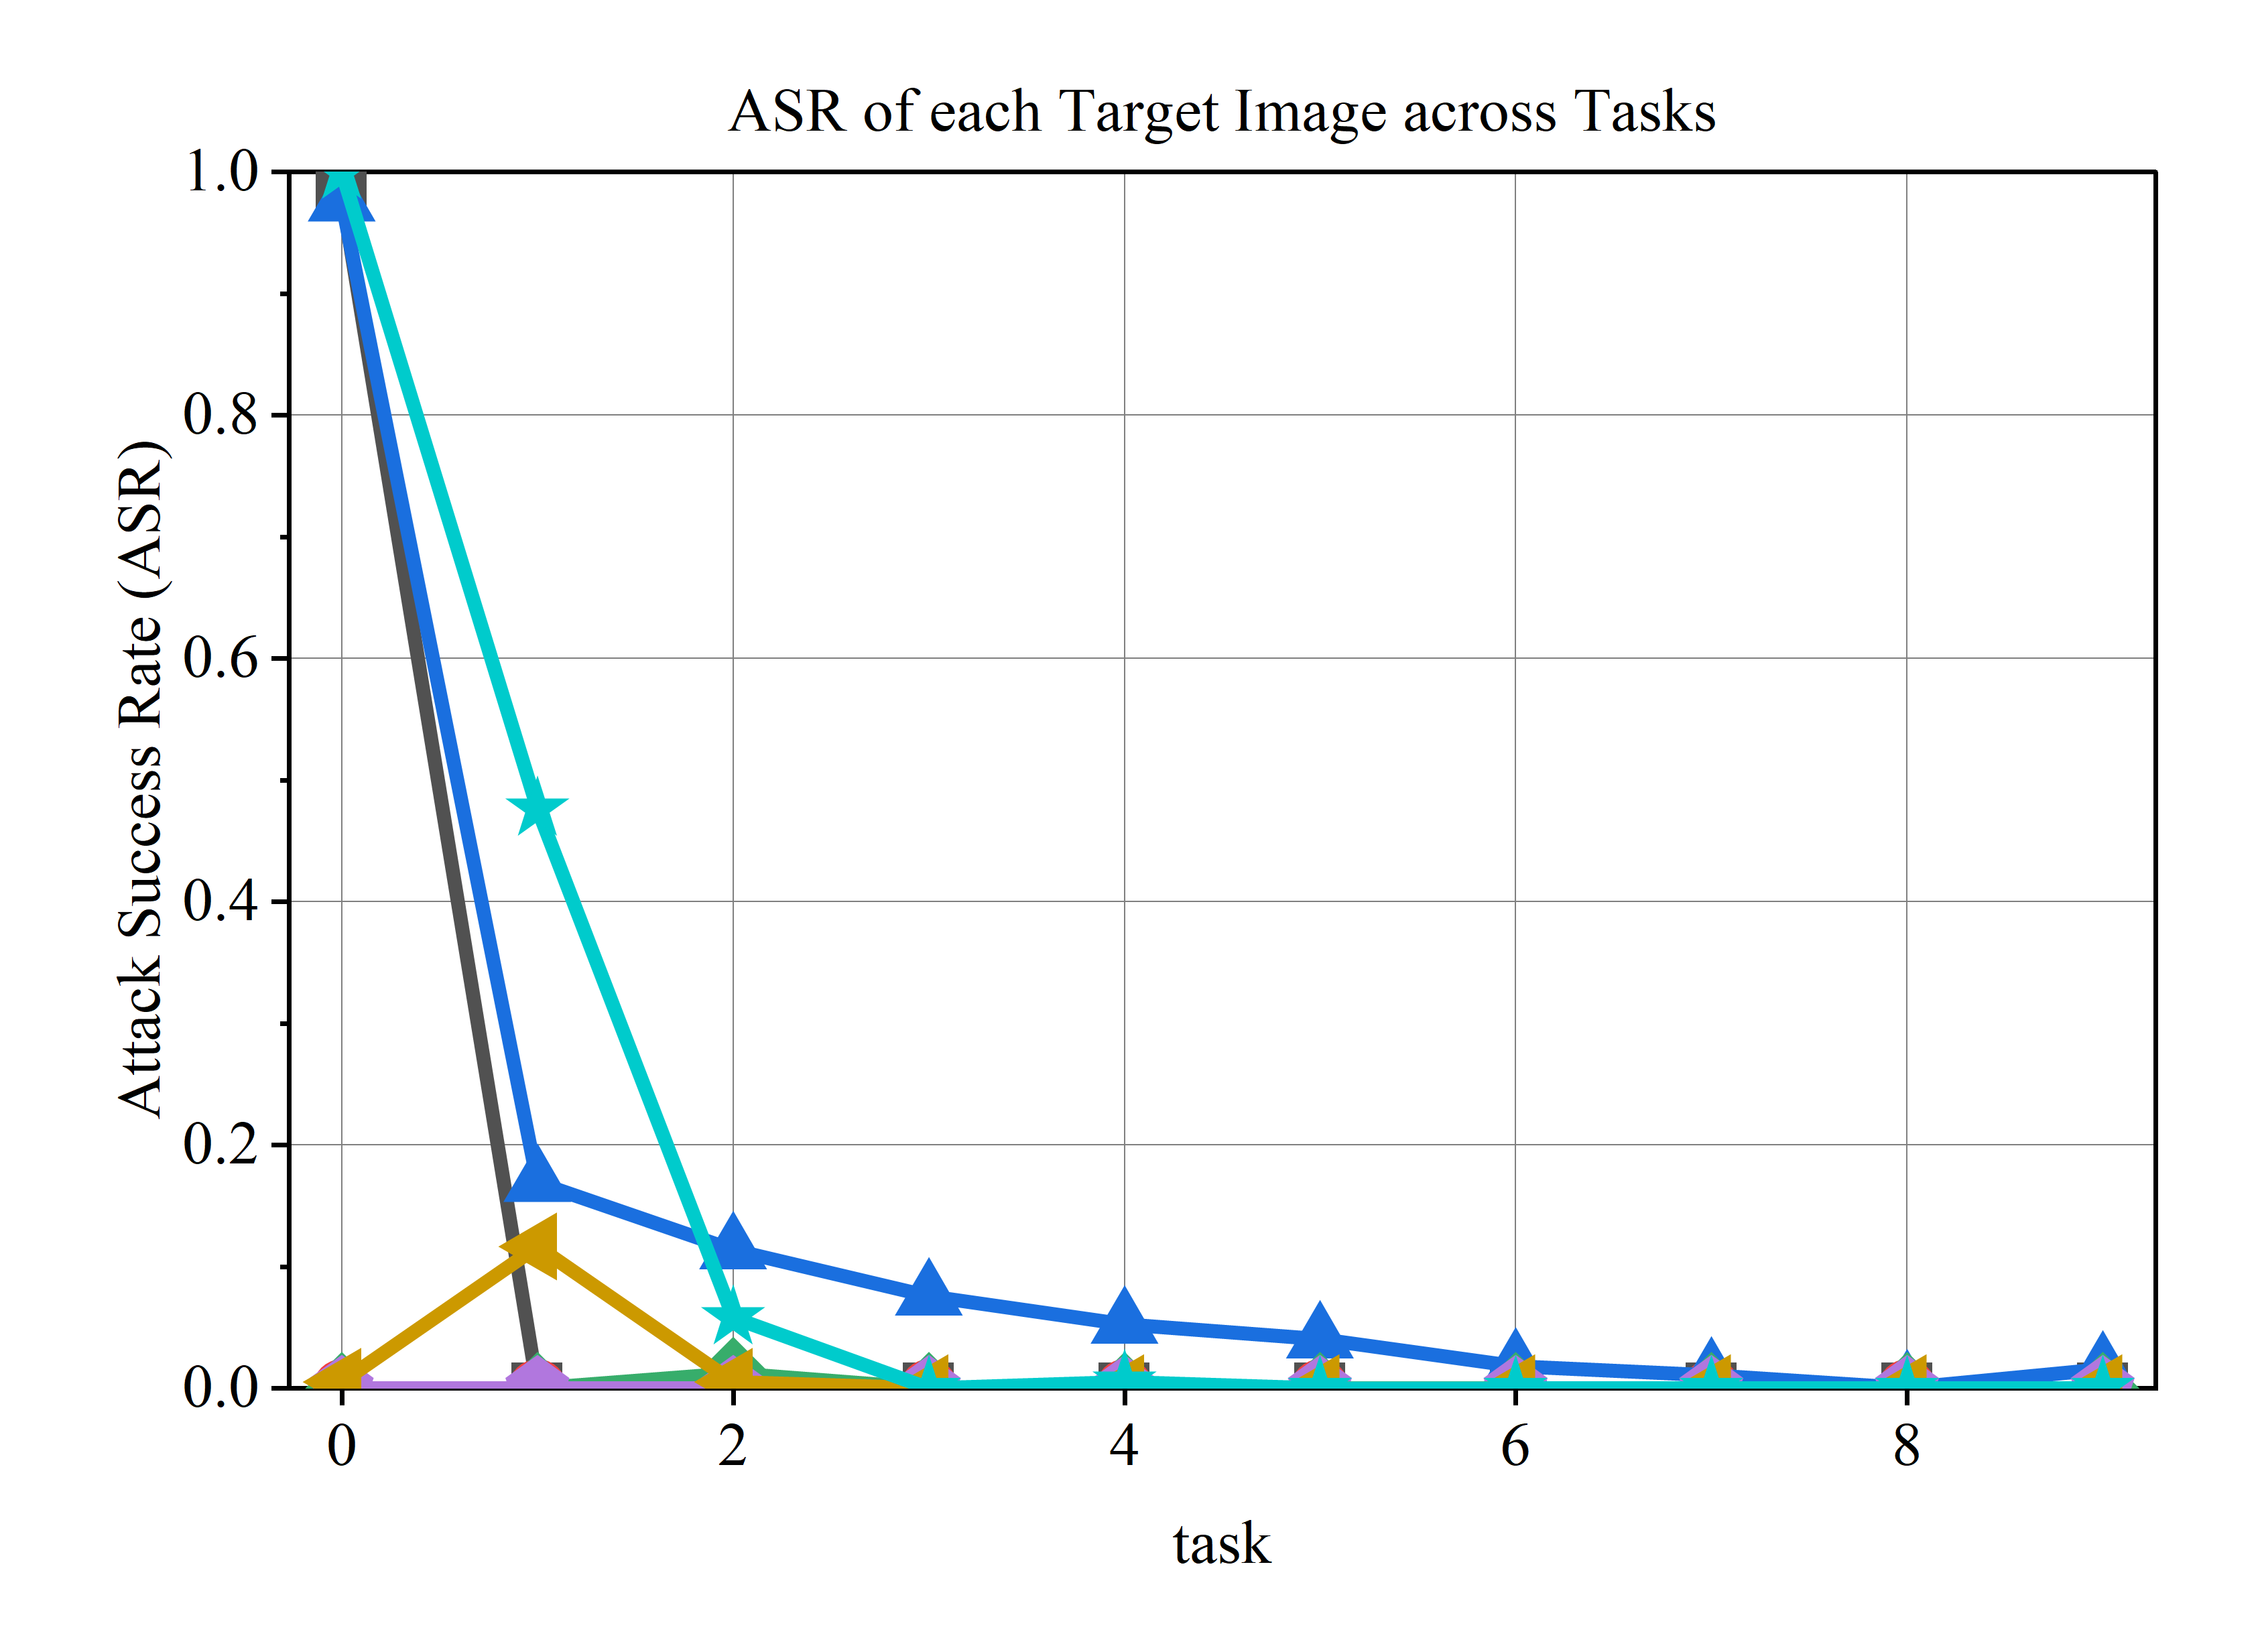 ASR of each Target Image across Tasks
Attack Success Rate (ASR)
1.0
0.8
0.6
0.4
0.2
0.0
0 2 4 6 8
task